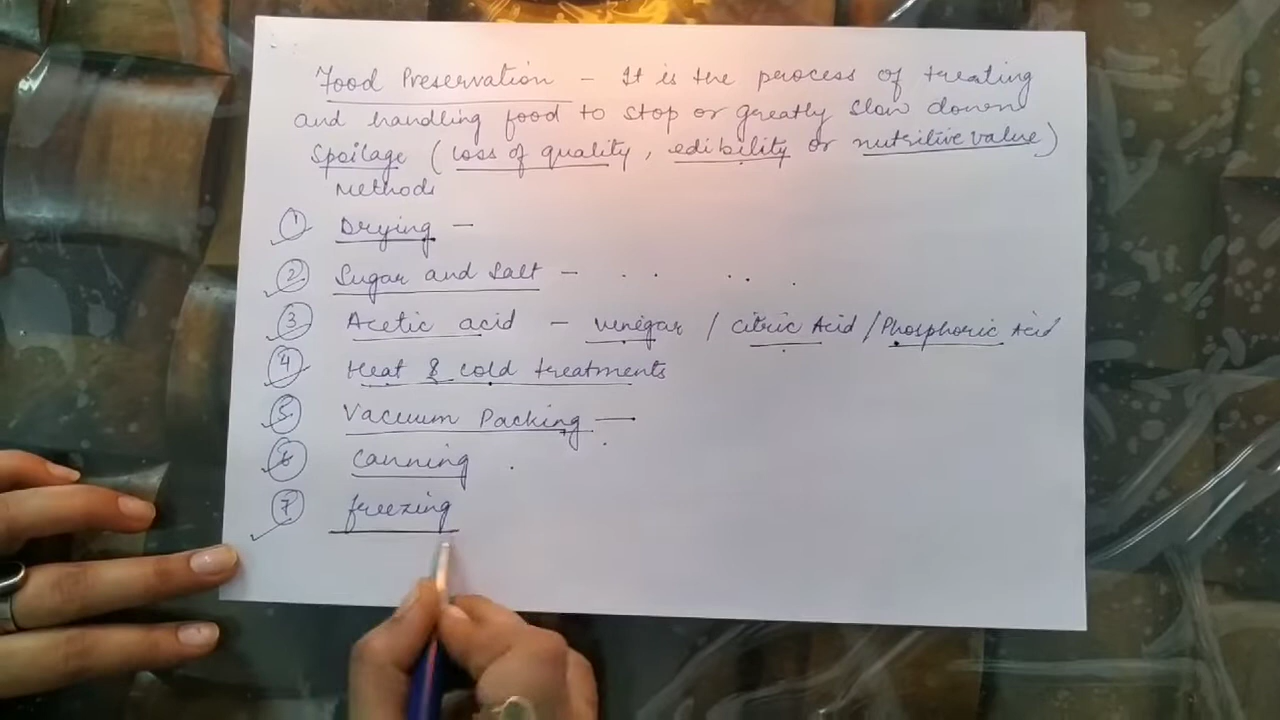 Food Preservation - It is the process of treating
and handling food to stop or greatly slow down
Spoilage (loss of quality, edibility or nutritive value)
Methods
1 Drying -
2. Sugar and Salt -
3 Acetic acid - vinegar / Citric Acid / Phosphoric Acid
4 Heat & cold treatments
5. Vacuum Packing -
6 Canning
7 freezing